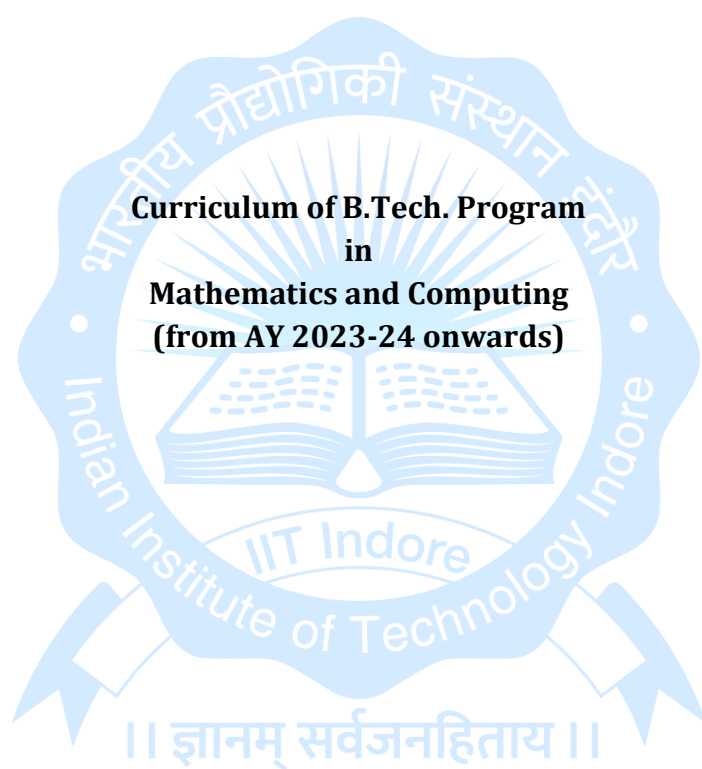 भारतीय प्रौद्योगिकी संस्थान इंदौर
Curriculum of B.Tech. Program
in
Mathematics and Computing
(from AY 2023-24 onwards)
IIT Indore
Indian Institute of Technology Indore
।। ज्ञानम् सर्वजनहिताय ।।